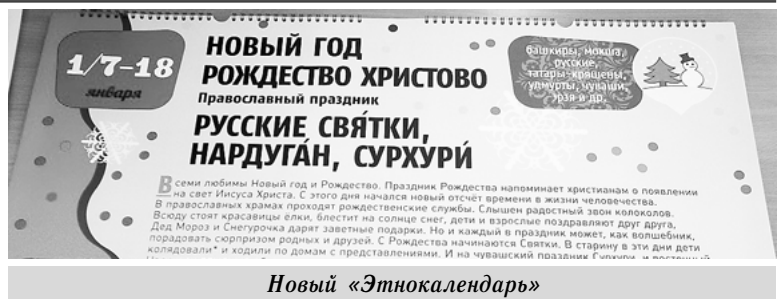 1/7–18
января
НОВЫЙ ГОД
РОЖДЕСТВО ХРИСТОВО
Православный праздник
РУССКИЕ СВЯ́ТКИ,
НАРДУГА́Н, СУРХУРИ́
башкиры, мокша,
русские,
татары-кряшены,
удмурты, чуваши,
эрзя и др.
Всеми любимы Новый год и Рождество. Праздник Рождества напоминает христианам о появлении
на свет Иисуса Христа. С этого дня начался новый отсчёт времени в жизни человечества.
В православных храмах проходят рождественские службы. Слышен радостный звон колоколов.
Всюду стоят красавицы ёлки, блестит на солнце снег, дети и взрослые поздравляют друг друга,
Дед Мороз и Снегурочка дарят заветные подарки. Но и каждый в праздник может, как волшебник,
порадовать сюрпризом родных и друзей. С Рождества начинаются Святки. В старину в эти дни дети
колядовали* и ходили по домам с представлениями. И на чувашский праздник Сурхури, и
Новый «Этнокалендарь»